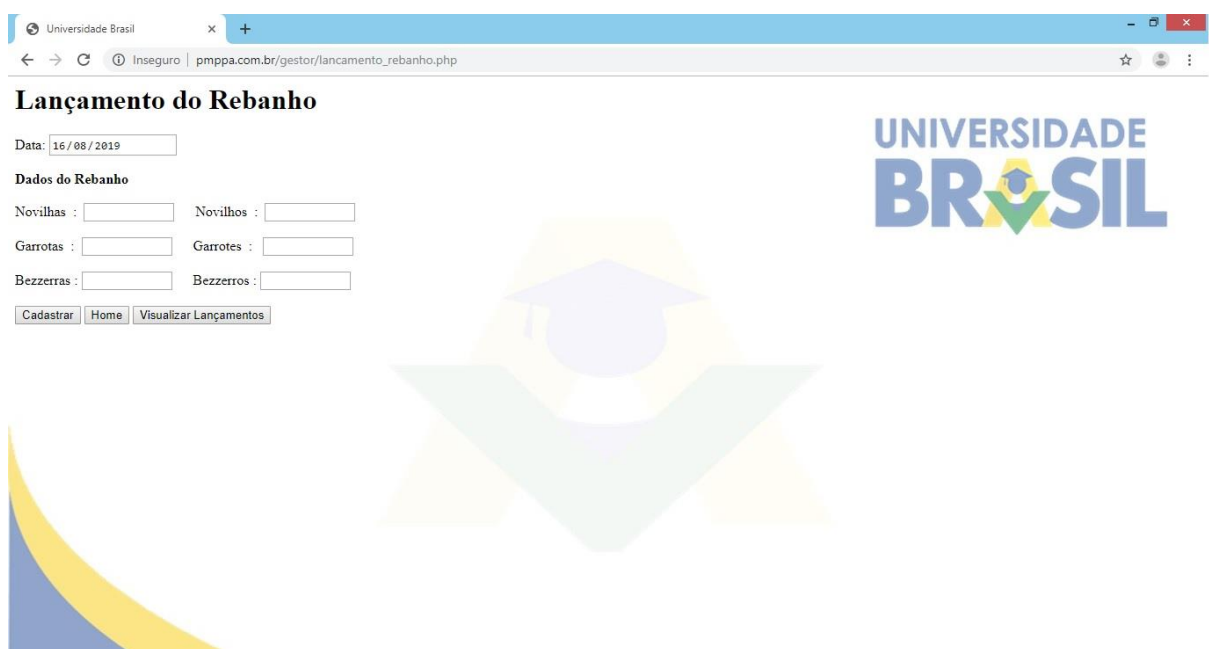 Universidade Brasil
Inseguro | pmppa.com.br/gestor/lancamento_rebanho.php
Lançamento do Rebanho
UNIVERSIDADE
BRASIL
Data: 16/08/2019
Dados do Rebanho
Novilhas : Novilhos :
Garrotas : Garrotes :
Bezzerras : Bezzerros :
Cadastrar Home Visualizar Lançamentos